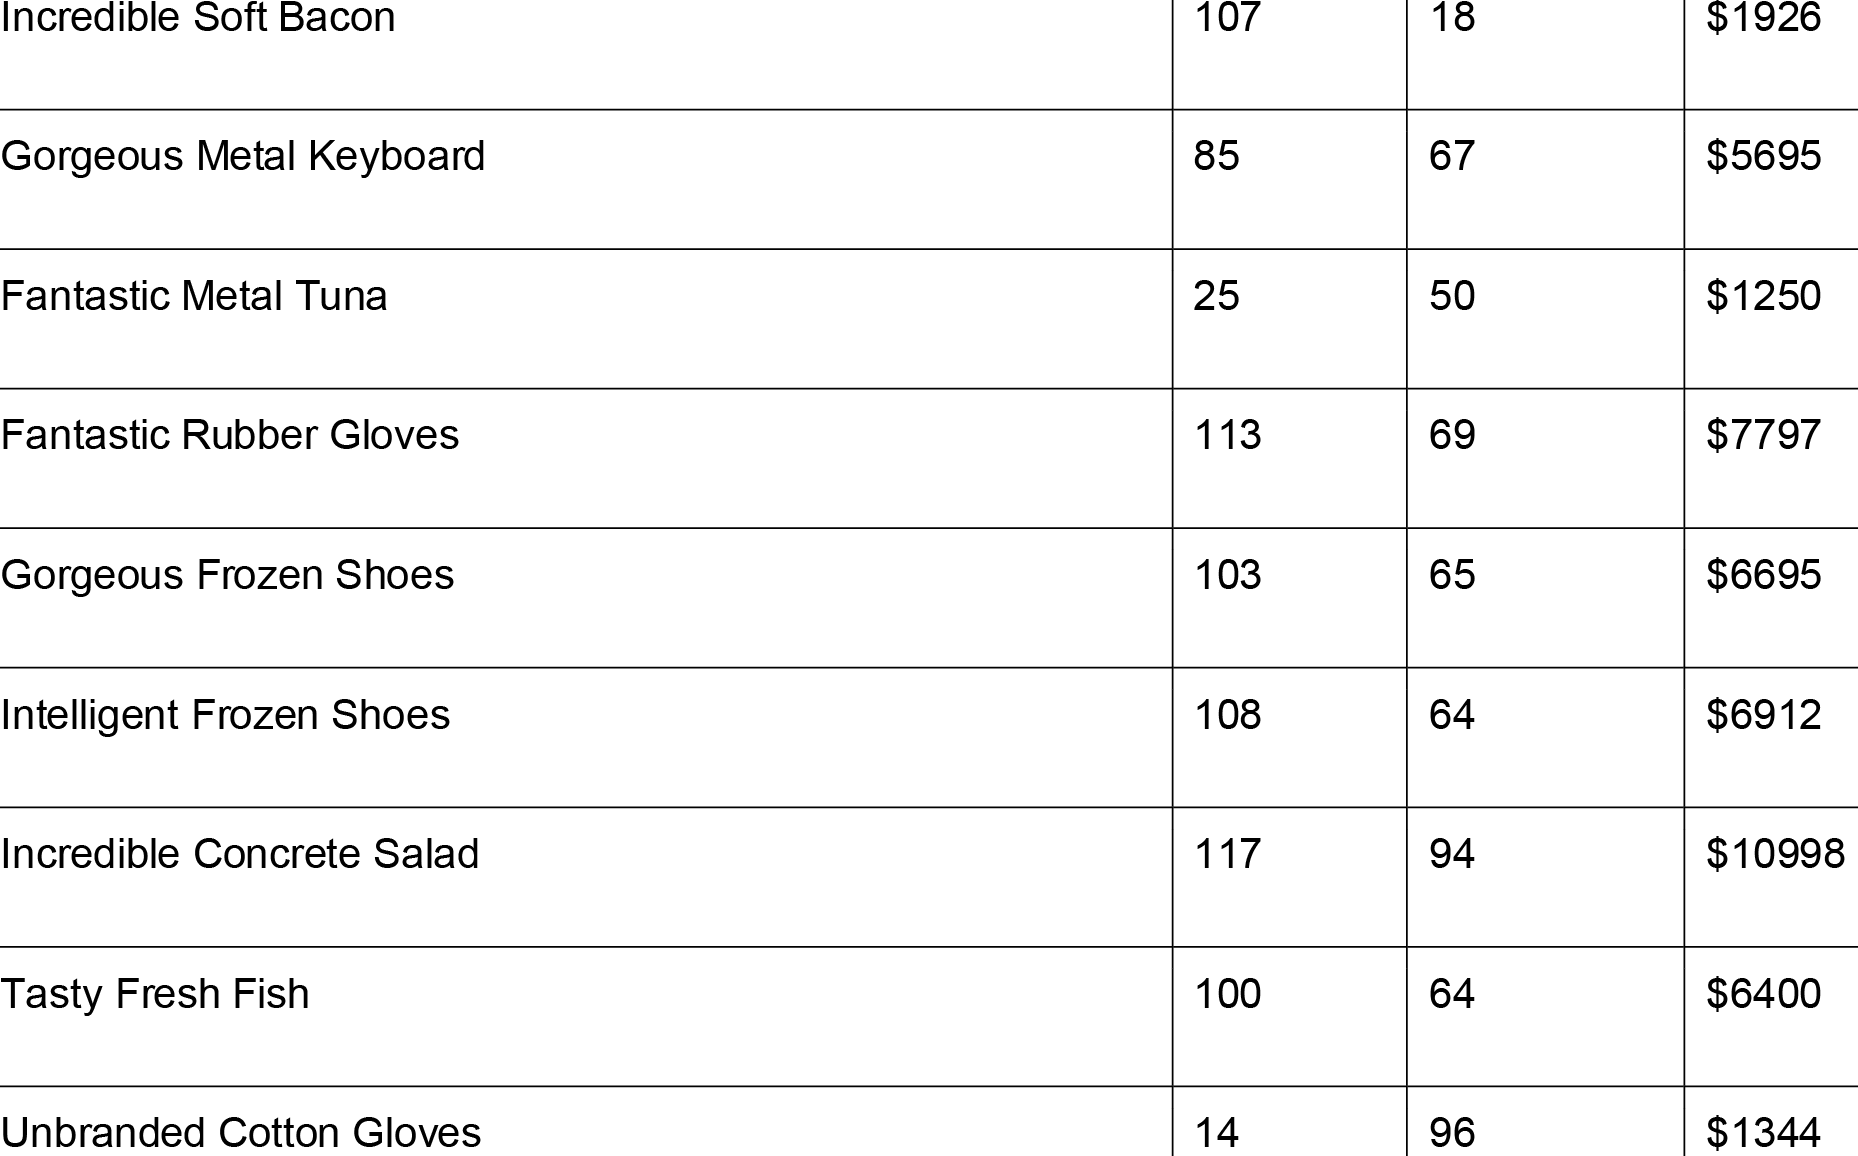 Incredible Soft Bacon 107 18 $1926
Gorgeous Metal Keyboard 85 67 $5695
Fantastic Metal Tuna 25 50 $1250
Fantastic Rubber Gloves 113 69 $7797
Gorgeous Frozen Shoes 103 65 $6695
Intelligent Frozen Shoes 108 64 $6912
Incredible Concrete Salad 117 94 $10998
Tasty Fresh Fish 100 64 $6400
Unbranded Cotton Gloves 14 96 $1344